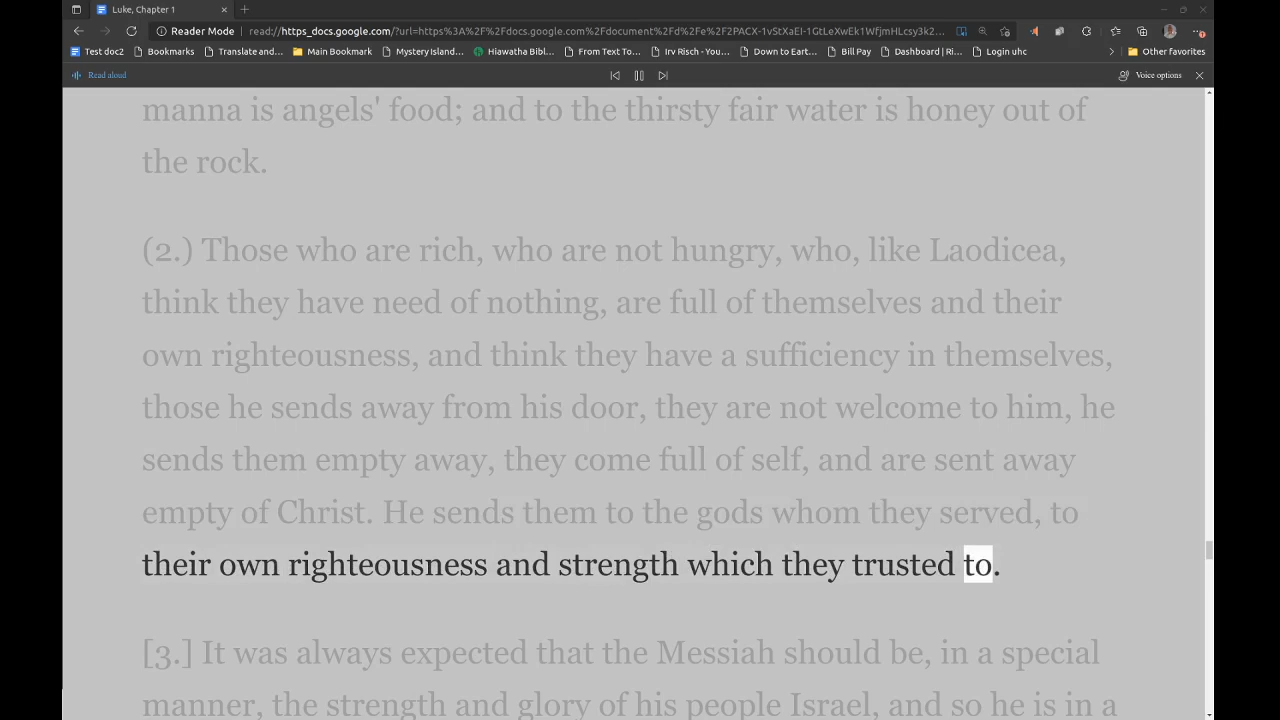 Luke, Chapter 1
Reader Mode
read://https_docs.google.com/?url=https%3A%2F%2Fdocs.google.com%2Fdocument%2Fd%2Fe%2F2PACX-1vStXaEI-1GtLeXwEk1WfjmHLcsy3k2...
Test doc2 Bookmarks Translate and... Main Bookmark Mystery Island... Hiawatha Bibl... From Text To... Irv Risch - You... Down to Eart... Bill Pay Dashboard | Ri... Login uhc Other favorites
Read aloud Voice options
manna is angels' food; and to the thirsty fair water is honey out of
the rock.
(2.) Those who are rich, who are not hungry, who, like Laodicea,
think they have need of nothing, are full of themselves and their
own righteousness, and think they have a sufficiency in themselves,
those he sends away from his door, they are not welcome to him, he
sends them empty away, they come full of self, and are sent away
empty of Christ. He sends them to the gods whom they served, to
their own righteousness and strength which they trusted to.
[3.] It was always expected that the Messiah should be, in a special
manner, the strength and glory of his people Israel, and so he is in a